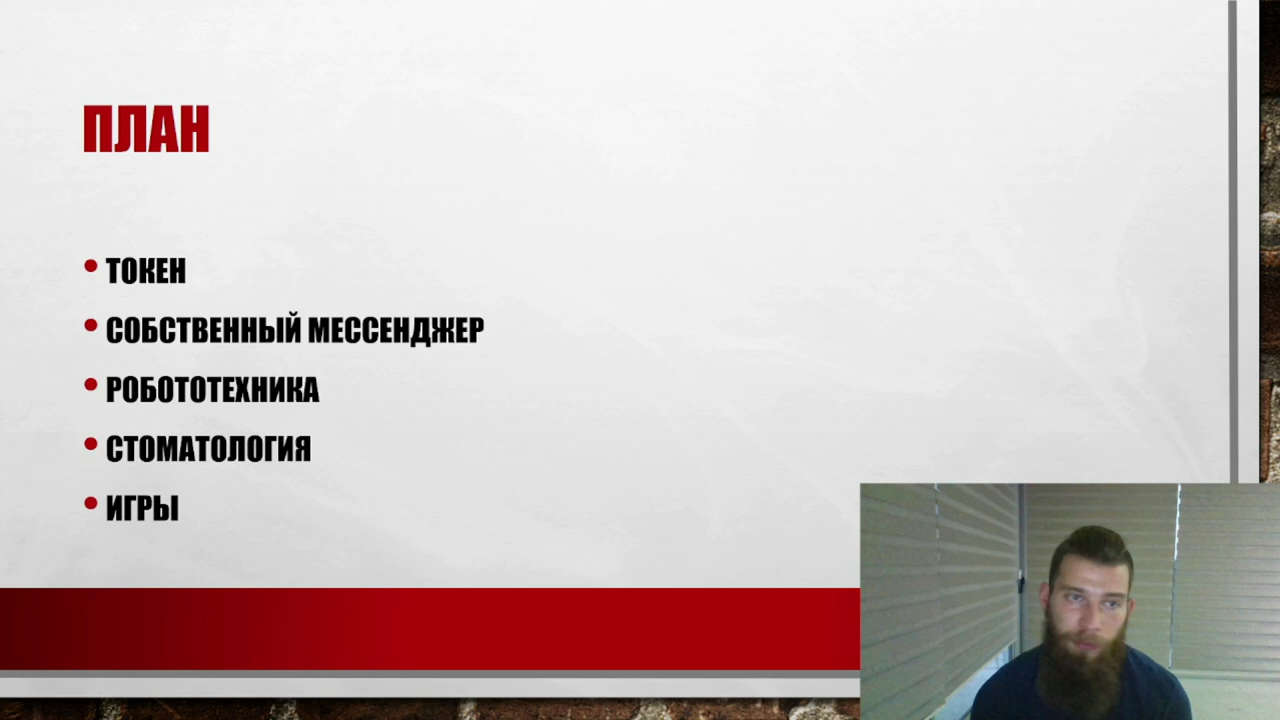 ПЛАН
• ТОКЕН
• СОБСТВЕННЫЙ МЕССЕНДЖЕР
• РОБОТОТЕХНИКА
• СТОМАТОЛОГИЯ
• ИГРЫ